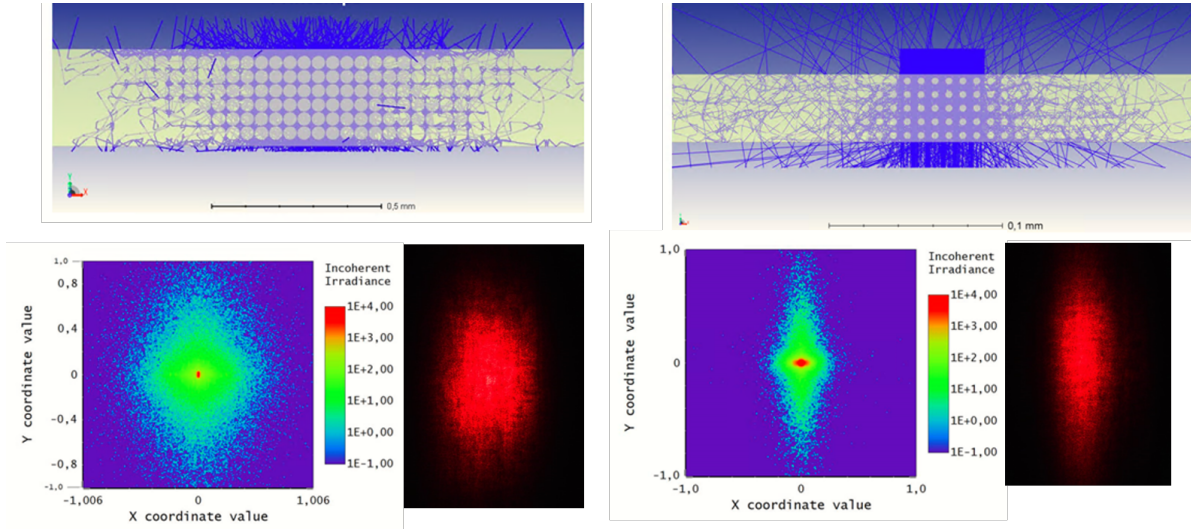 0,5 mm
0,1 mm
Incoherent
Irradiance
1E+4,00
1E+3,00
1E+2,00
1E+1,00
1E+0,00
1E-1,00
Y coordinate value
1,0
0,8
0,4
0
-0,4
-0,8
-1,0
-1,006 0 1,006
X coordinate value
Incoherent
Irradiance
1E+4,00
1E+3,00
1E+2,00
1E+1,00
1E+0,00
1E-1,00
Y coordinate value
1,0
0
-1,0
-1,0 0 1,0
X coordinate value